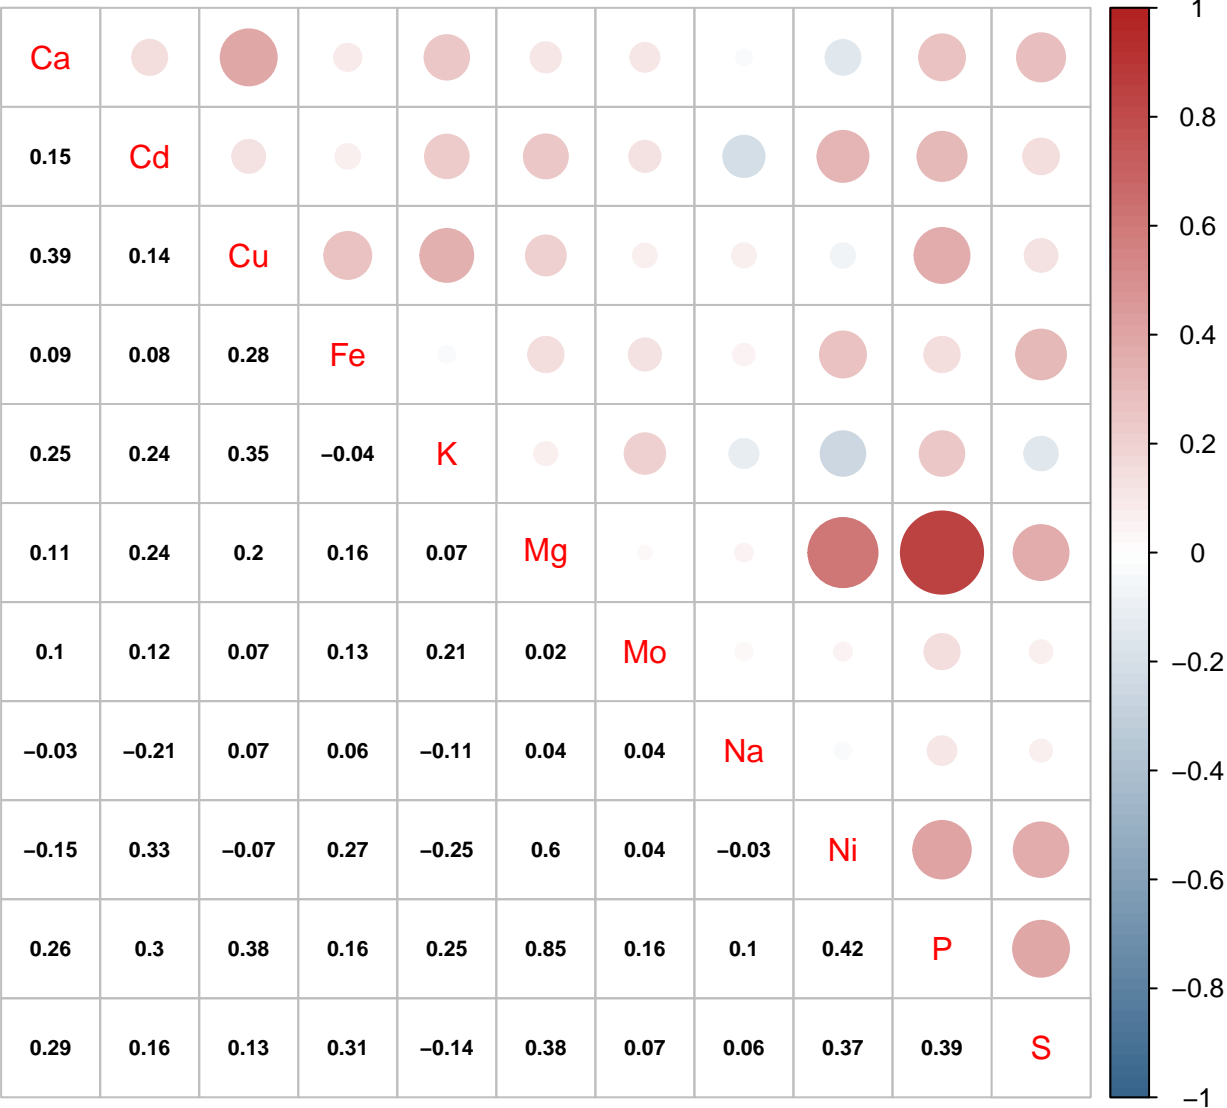 1
Ca
0.8
0.15 Cd
0.6
0.39 0.14 Cu
0.4
0.09 0.08 0.28 Fe
0.2
0.25 0.24 0.35 −0.04 K
0.11 0.24 0.2 0.16 0.07 Mg
0
0.1 0.12 0.07 0.13 0.21 0.02 Mo
−0.2
−0.03 −0.21 0.07 0.06 −0.11 0.04 0.04 Na
−0.4
−0.15 0.33 −0.07 0.27 −0.25 0.6 0.04 −0.03 Ni
−0.6
0.26 0.3 0.38 0.16 0.25 0.85 0.16 0.1 0.42 P
−0.8
0.29 0.16 0.13 0.31 −0.14 0.38 0.07 0.06 0.37 0.39 S
−1